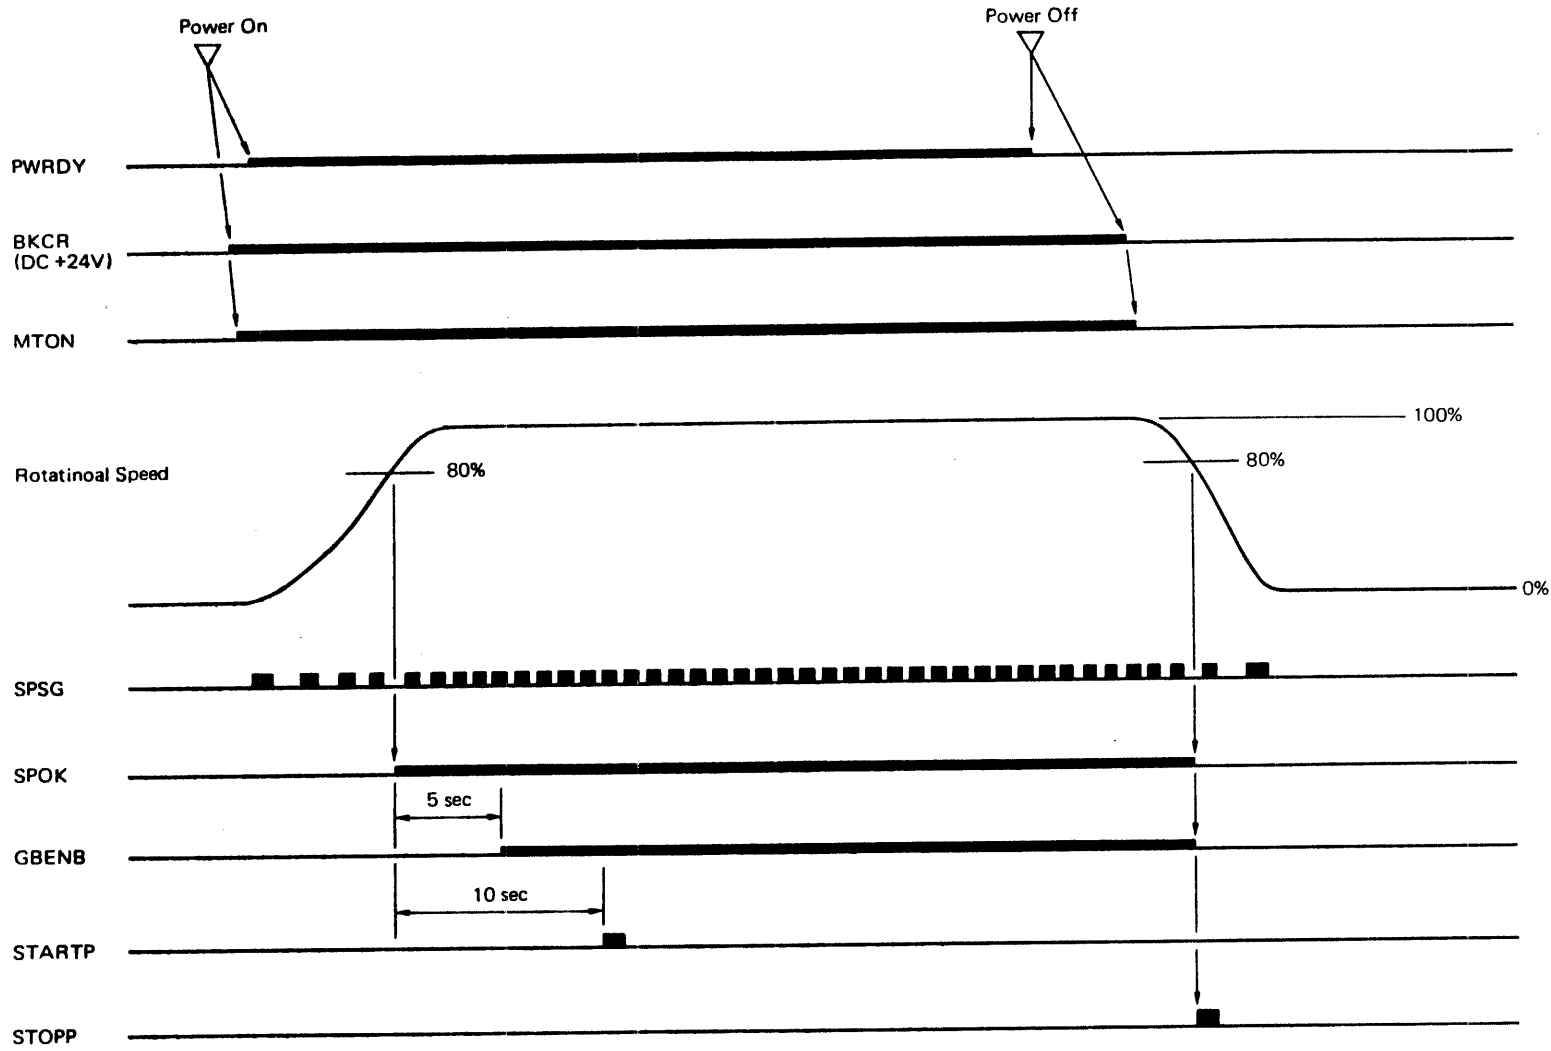 Power On
Power Off
PWRDY
BKCR
(DC +24V)
MTON
100%
Rotatinoal Speed
80%
80%
0%
SPSG
SPOK
5 sec
GBENB
10 sec
STARTP
STOPP